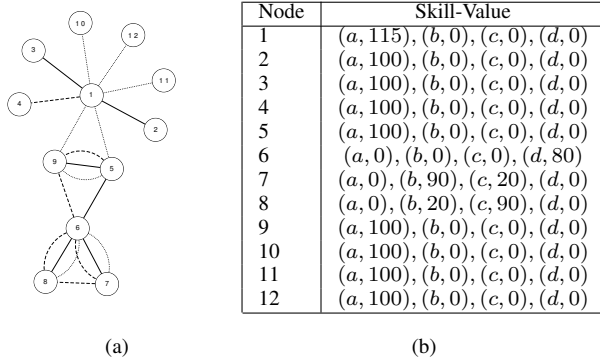 10
12
3
11
1
4
2
9
5
6
8
7
(a)
Node Skill-Value
1 (a, 115), (b, 0), (c, 0), (d, 0)
2 (a, 100), (b, 0), (c, 0), (d, 0)
3 (a, 100), (b, 0), (c, 0), (d, 0)
4 (a, 100), (b, 0), (c, 0), (d, 0)
5 (a, 100), (b, 0), (c, 0), (d, 0)
6 (a, 0), (b, 0), (c, 0), (d, 80)
7 (a, 0), (b, 90), (c, 20), (d, 0)
8 (a, 0), (b, 20), (c, 90), (d, 0)
9 (a, 100), (b, 0), (c, 0), (d, 0)
10 (a, 100), (b, 0), (c, 0), (d, 0)
11 (a, 100), (b, 0), (c, 0), (d, 0)
12 (a, 100), (b, 0), (c, 0), (d, 0)
(b)